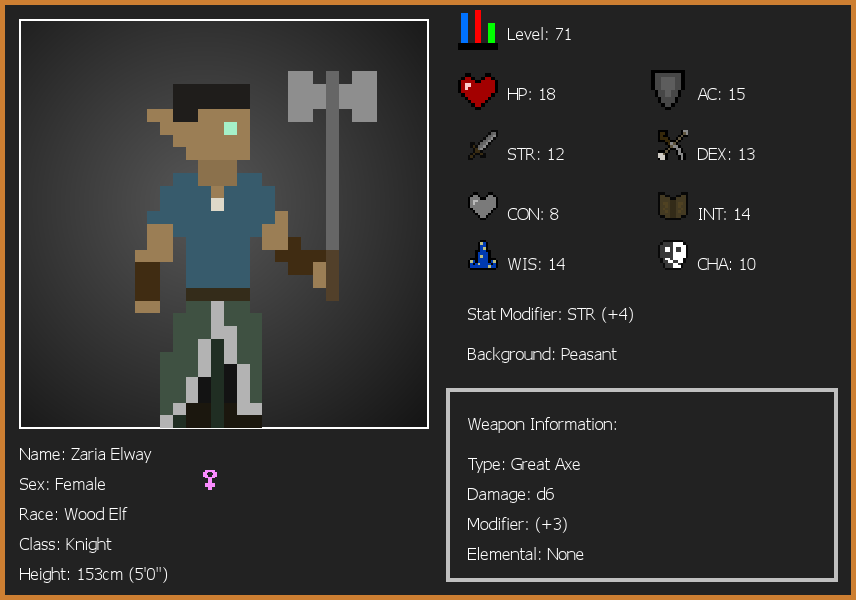 Level: 71
HP: 18
AC: 15
STR: 12
DEX: 13
CON: 8
INT: 14
WIS: 14
CHA: 10
Stat Modifier: STR (+4)
Background: Peasant
Weapon Information:
Type: Great Axe
Damage: d6
Modifier: (+3)
Elemental: None
Name: Zaria Elway
Sex: Female
Race: Wood Elf
Class: Knight
Height: 153cm (5'0")